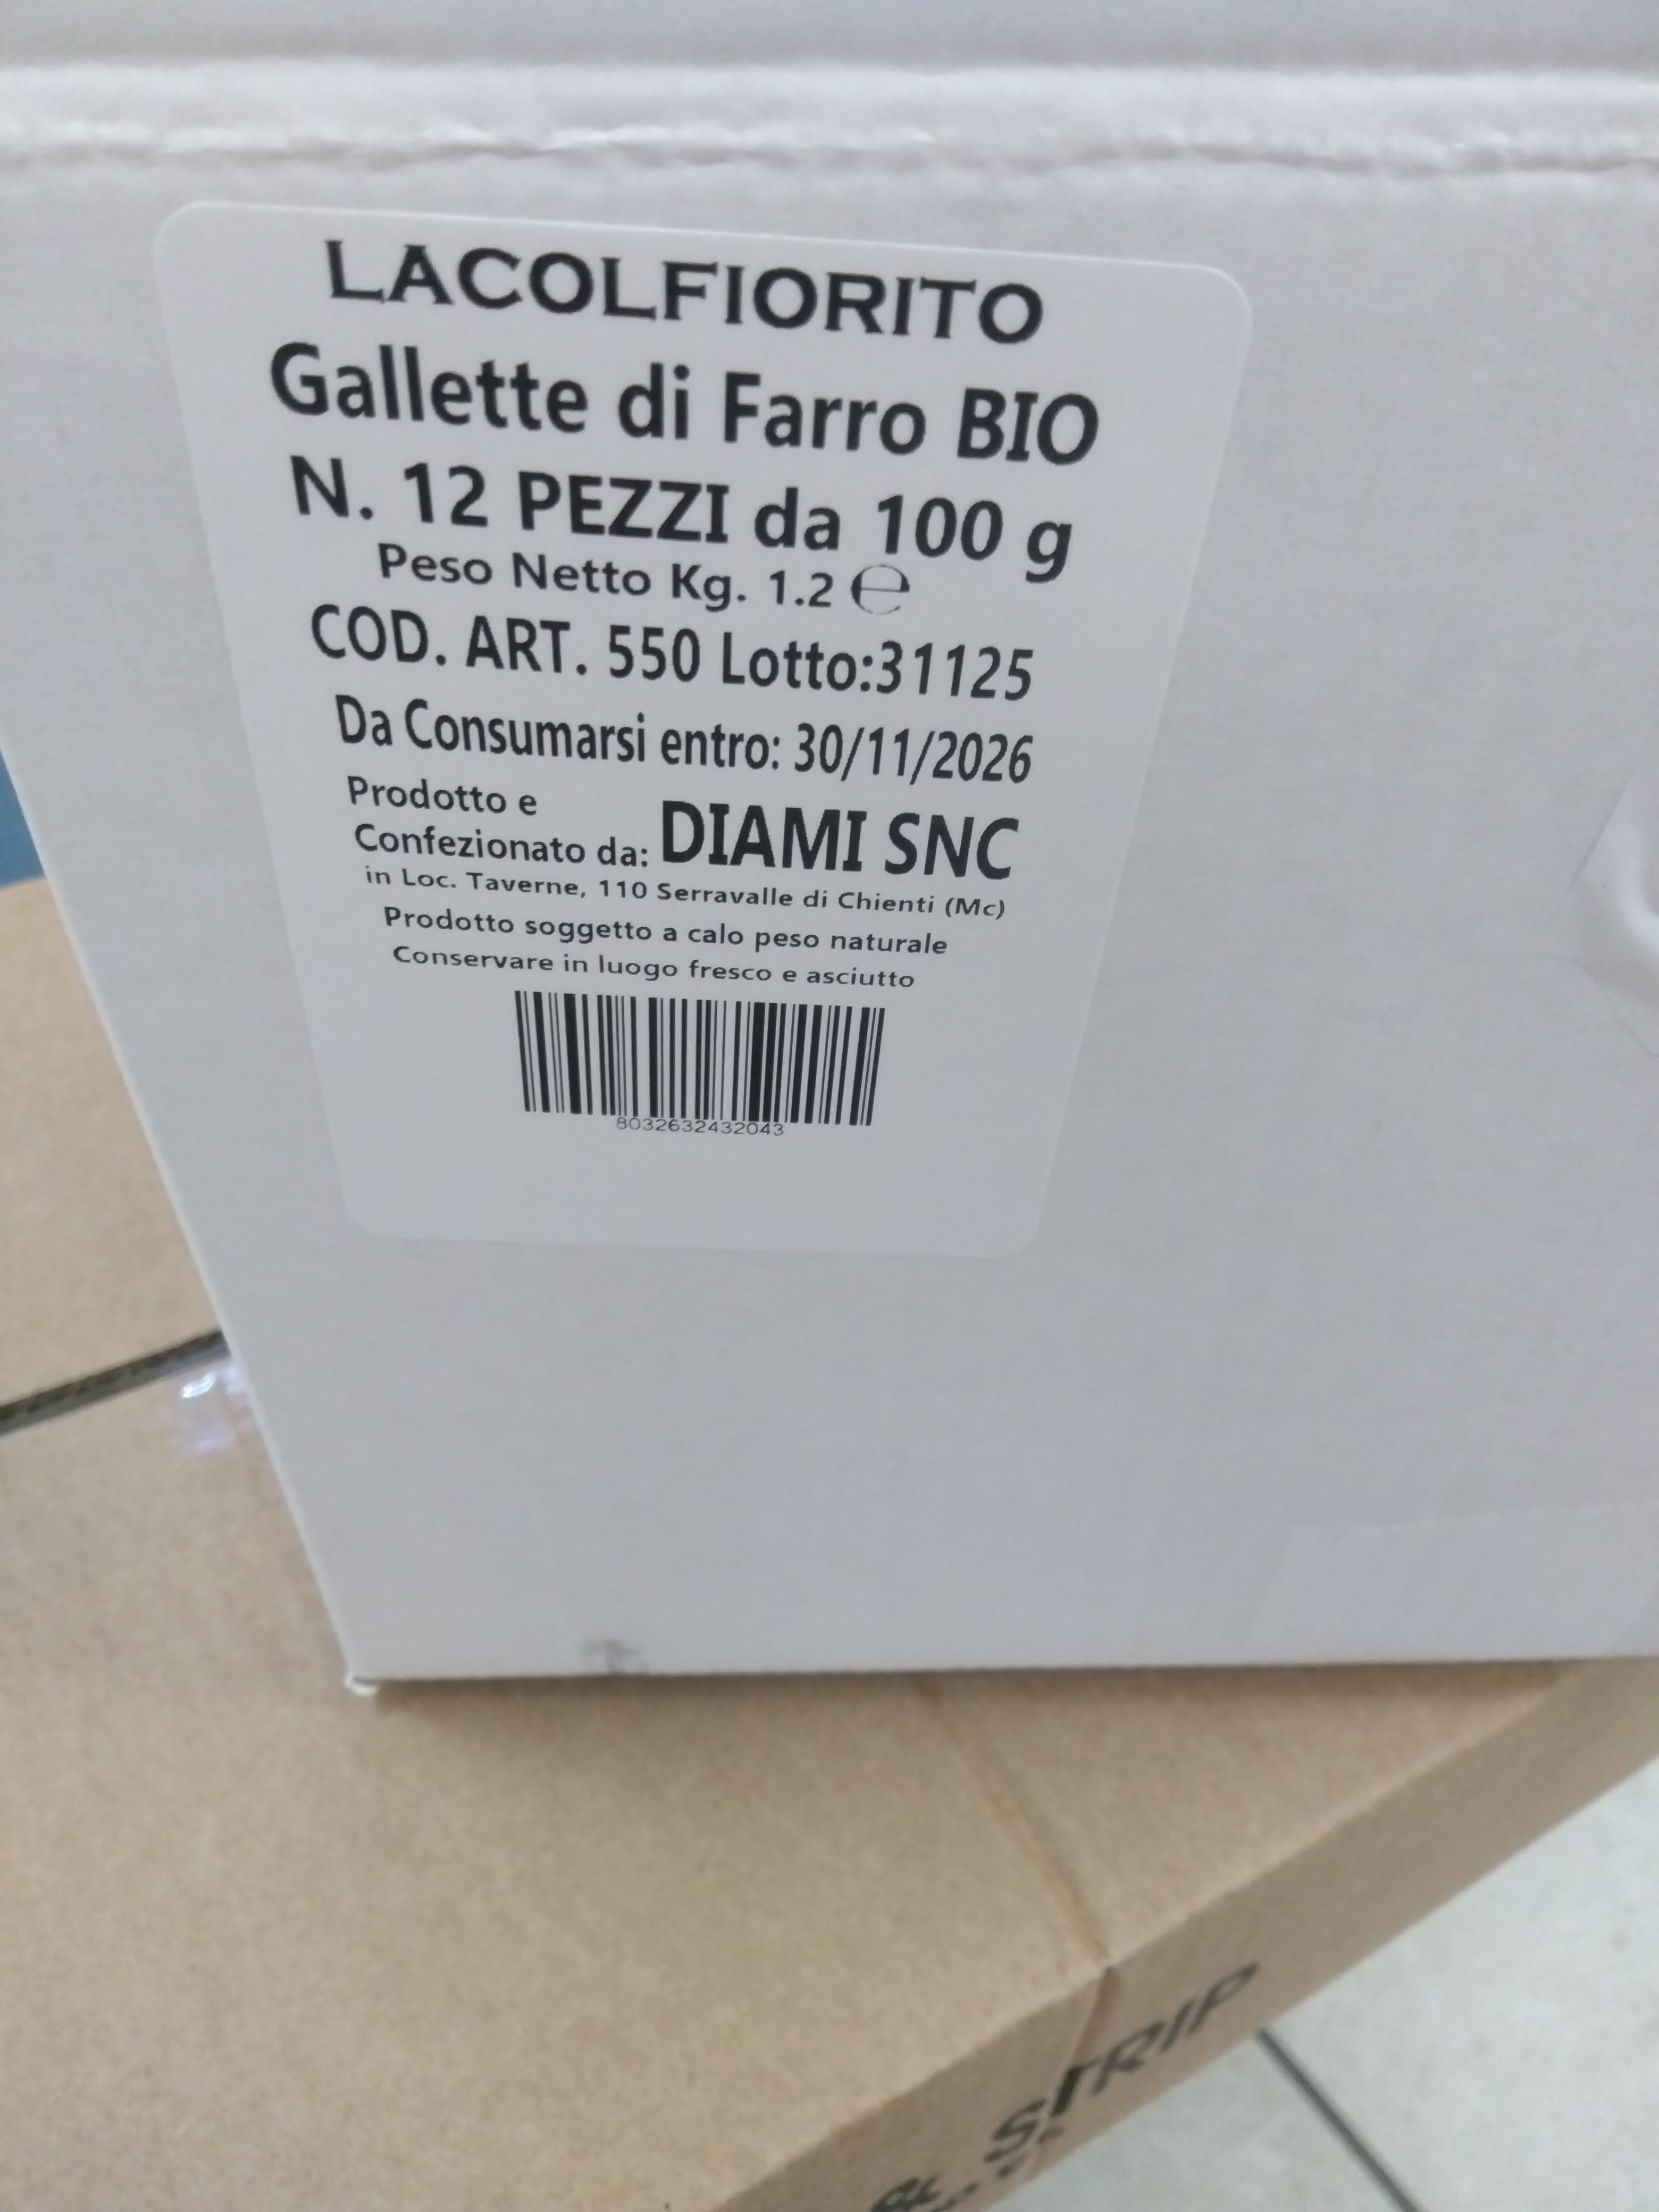 LACOLFIORITO
Gallette di Farro BIO
N. 12 PEZZI da 100 g
Peso Netto Kg. 1.2 ℮
COD. ART. 550 Lotto:31125
Da Consumarsi entro: 30/11/2026
Prodotto e
Confezionato da: DIAMI SNC
in Loc. Taverne, 110 Serravalle di Chienti (Mc)
Prodotto soggetto a calo peso naturale
Conservare in luogo fresco e asciutto
8032632432043
& STRIP